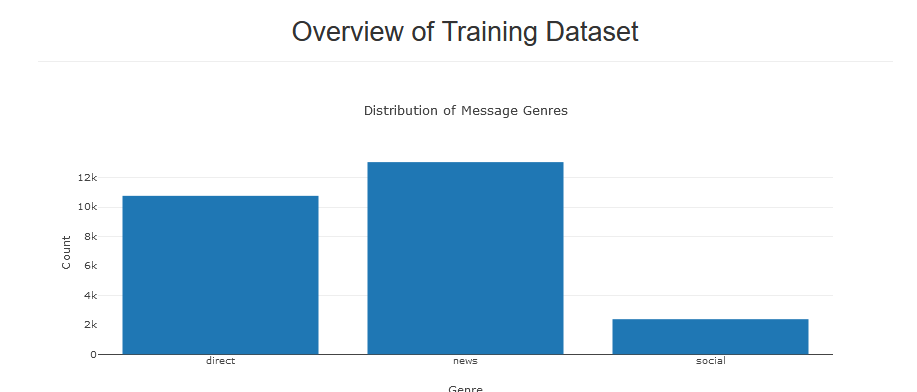 Overview of Training Dataset
Distribution of Message Genres
12k
10k
8k
6k
4k
2k
0
Count
direct news social
Genre